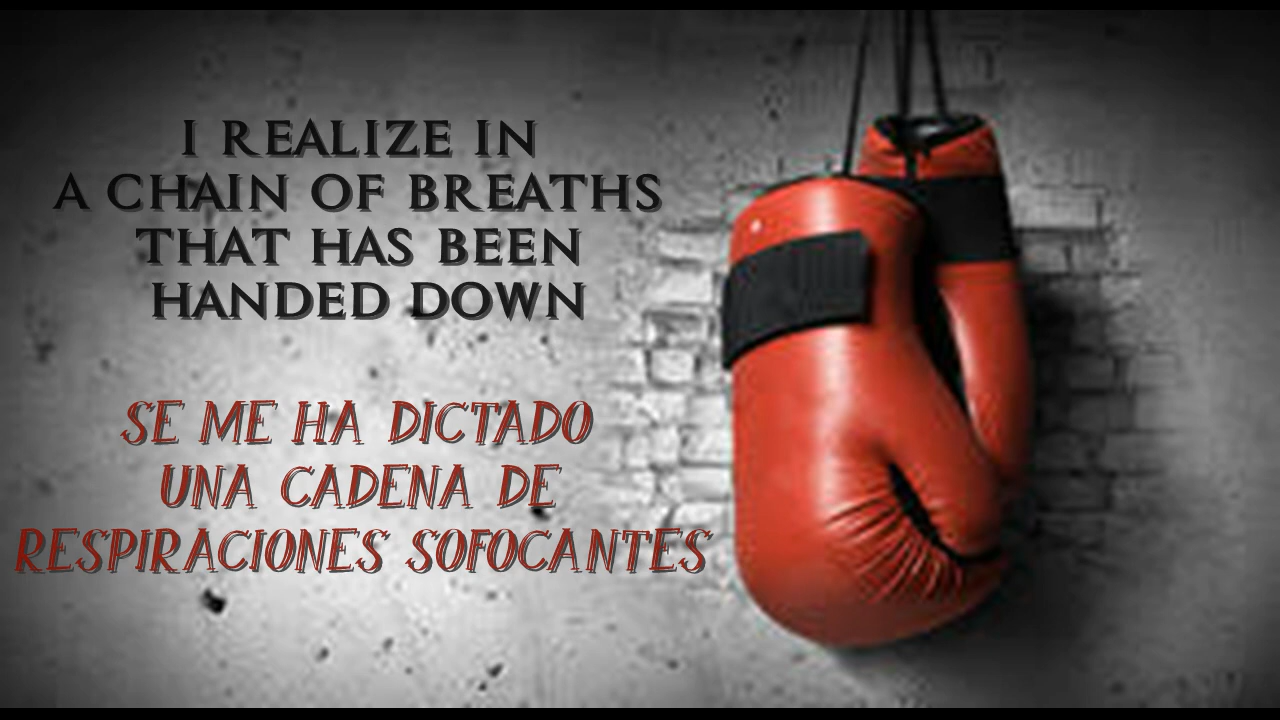 I REALIZE IN
A CHAIN OF BREATHS
THAT HAS BEEN
HANDED DOWN
SE ME HA DICTADO
UNA CADENA DE
RESPIRACIONES SOFOCANTES